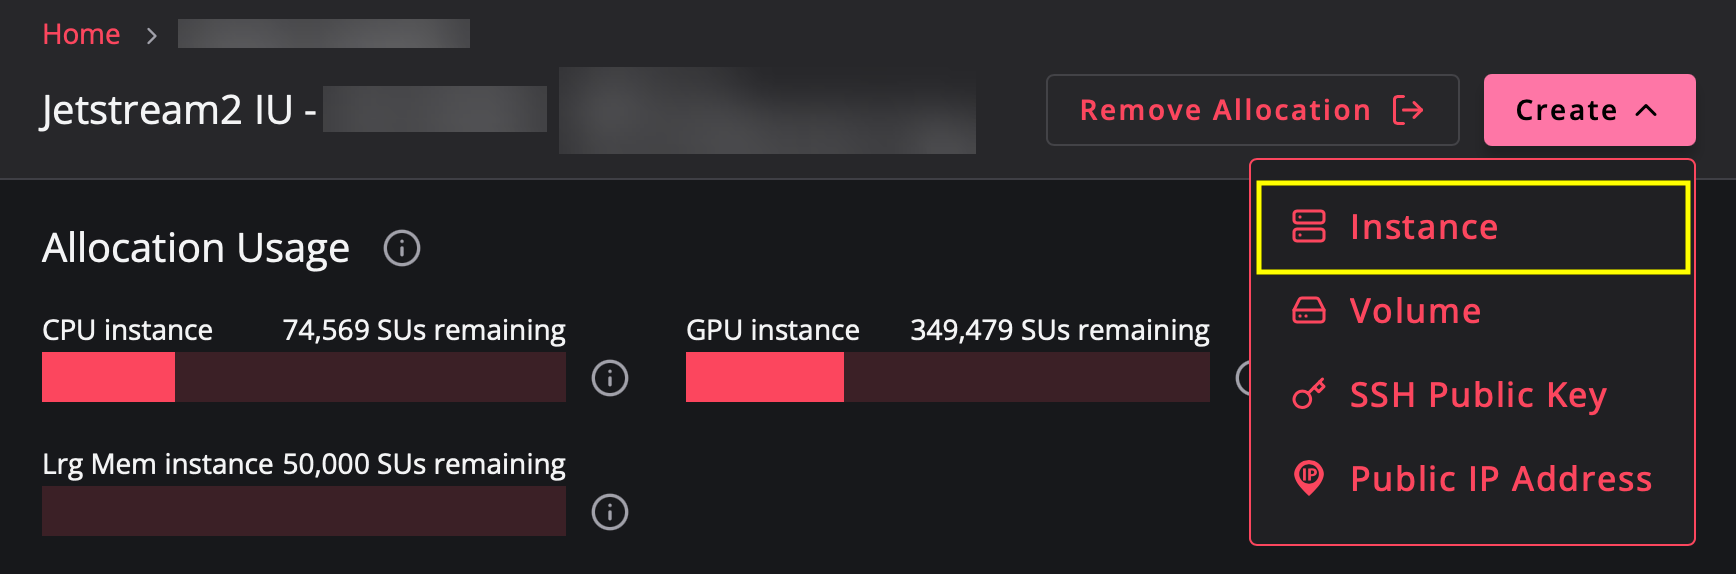 Home
Jetstream2 IU -
Remove Allocation
Create
Instance
Volume
SSH Public Key
Public IP Address
Allocation Usage
CPU instance 74,569 SUs remaining
GPU instance 349,479 SUs remaining
Lrg Mem instance 50,000 SUs remaining